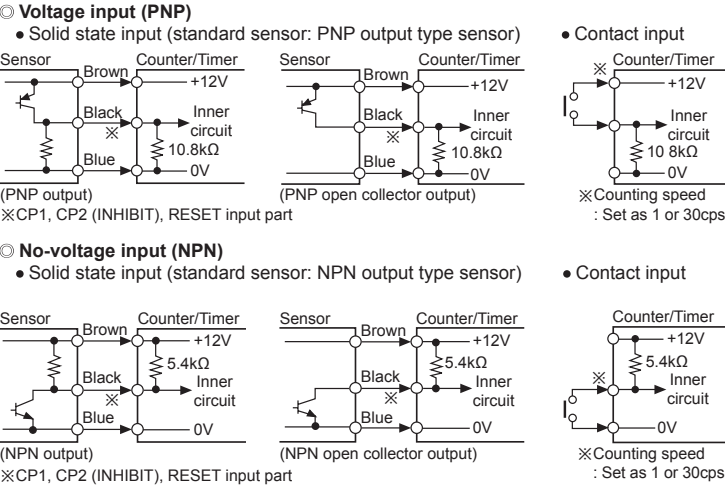 ◎ Voltage input (PNP)
● Solid state input (standard sensor: PNP output type sensor)
● Contact input
Sensor
Counter/Timer
Brown
+12V
Black
※
Inner
circuit
10.8kΩ
Blue
0V
(PNP output)
Sensor
Counter/Timer
Brown
+12V
Black
※
Inner
circuit
10.8kΩ
Blue
0V
(PNP open collector output)
Counter/Timer
※
+12V
Inner
circuit
10 8kΩ
0V
※Counting speed
: Set as 1 or 30cps
※CP1, CP2 (INHIBIT), RESET input part
◎ No-voltage input (NPN)
● Solid state input (standard sensor: NPN output type sensor)
● Contact input
Sensor
Counter/Timer
Brown
+12V
5.4kΩ
Black
※
Inner
circuit
Blue
0V
(NPN output)
Sensor
Counter/Timer
Brown
+12V
5.4kΩ
Black
※
Inner
circuit
Blue
0V
(NPN open collector output)
Counter/Timer
+12V
5.4kΩ
※
Inner
circuit
0V
※Counting speed
: Set as 1 or 30cps
※CP1, CP2 (INHIBIT), RESET input part